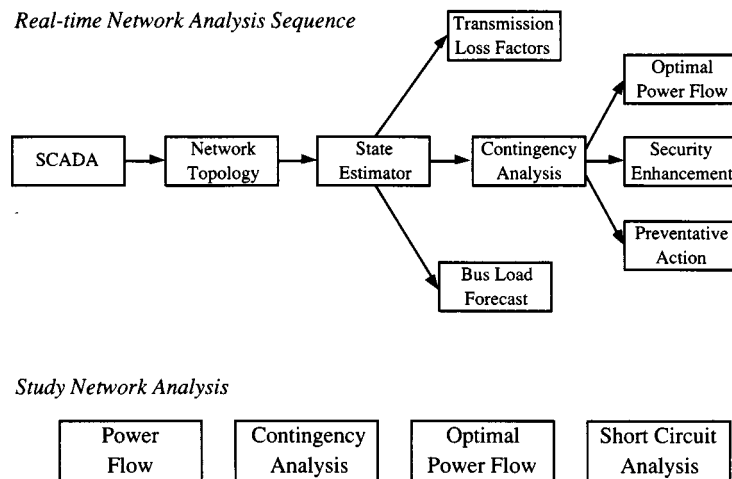 Real-time Network Analysis Sequence
Transmission
Loss Factors
Optimal
Power Flow
SCADA
Network
Topology
State
Estimator
Contingency
Analysis
Security
Enhancement
Preventative
Action
Bus Load
Forecast
Study Network Analysis
Power
Flow
Contingency
Analysis
Optimal
Power Flow
Short Circuit
Analysis